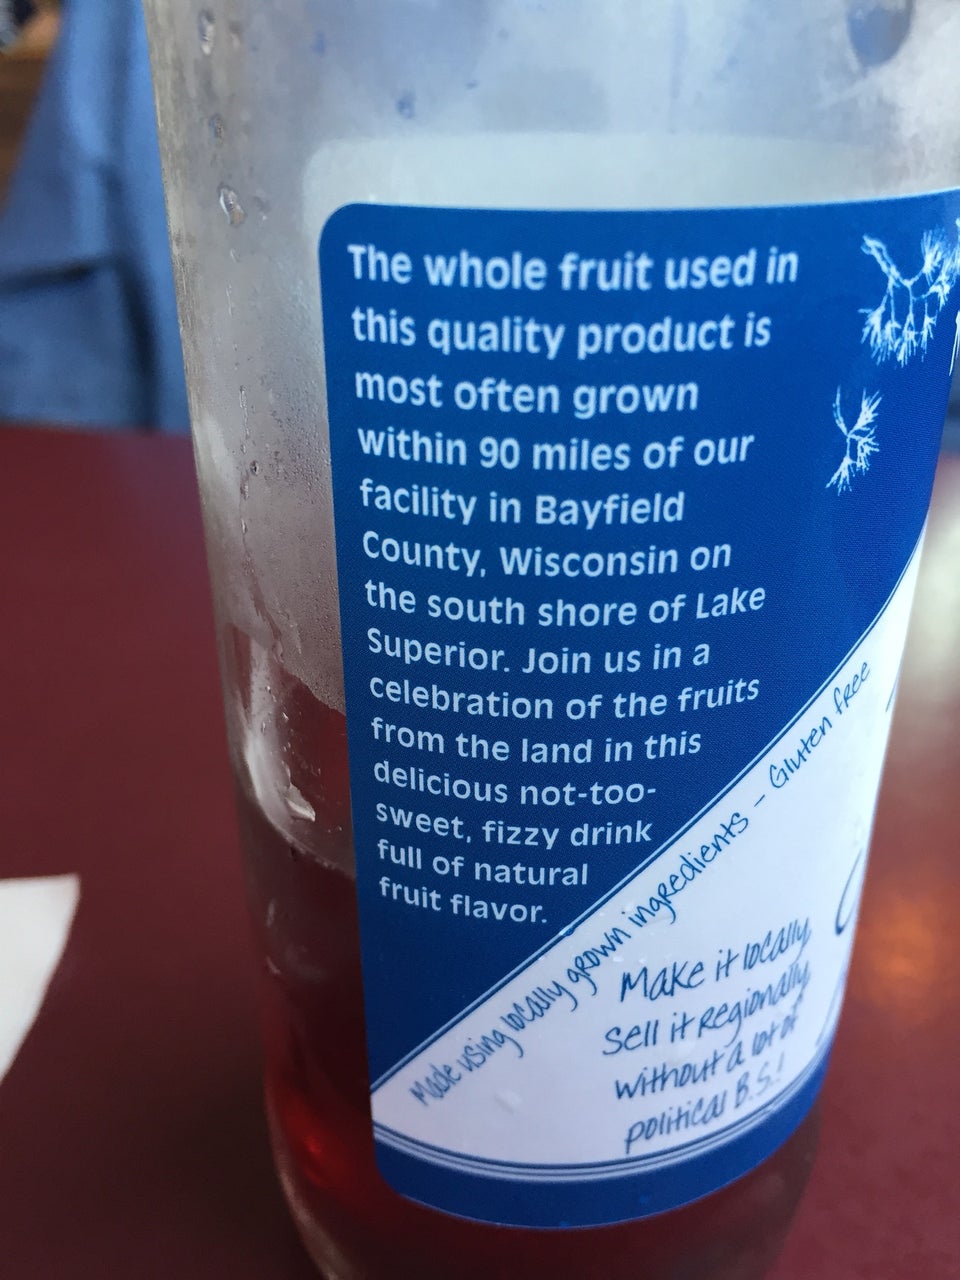 The whole fruit used in
this quality product is
most often grown
within 90 miles of our
facility in Bayfield
County, Wisconsin on
the south shore of Lake
Superior. Join us in a
celebration of the fruits
from the land in this
delicious not-too-
sweet, fizzy drink
full of natural
fruit flavor.
Made using locally grown ingredients - Gluten free
Make it locally
Sell it Regionally
without a lot of
political B.S.!